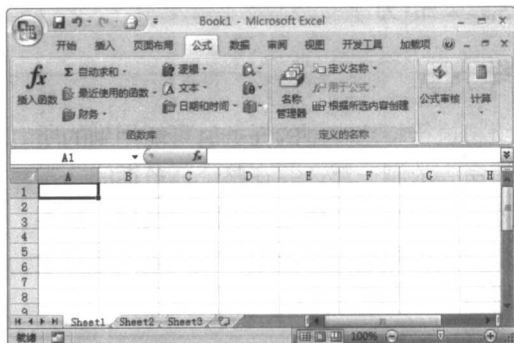 Book1 - Microsoft Excel
开始 插入 页面布局 公式 数据 审阅 视图 开发工具 加载项
fx Σ 自动求和 逻辑 定义名称
插入函数 最近使用的函数 A 文本 名称管理器 用于公式 公式审核 计算
财务 日期和时间 根据所选内容创建
函数库 定义的名称
A1 fx
A B C D E F G H
1
2
3
4
5
6
7
8
9
Sheet1 Sheet2 Sheet3
就绪 100%